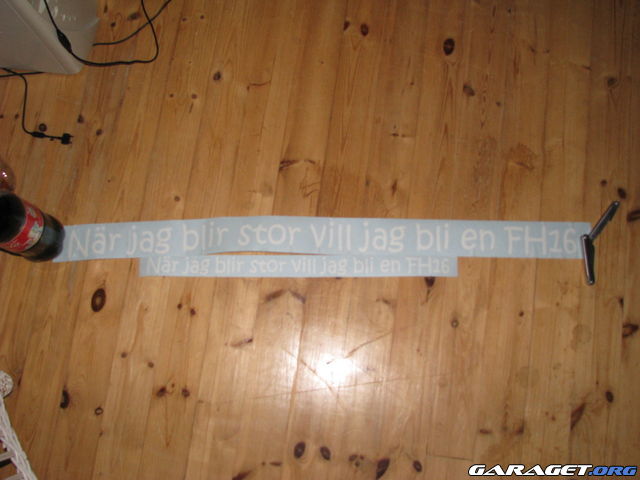 När jag blir stor vill jag bli en FH16
När jag blir stor vill jag bli en FH16
GARAGET.ORG